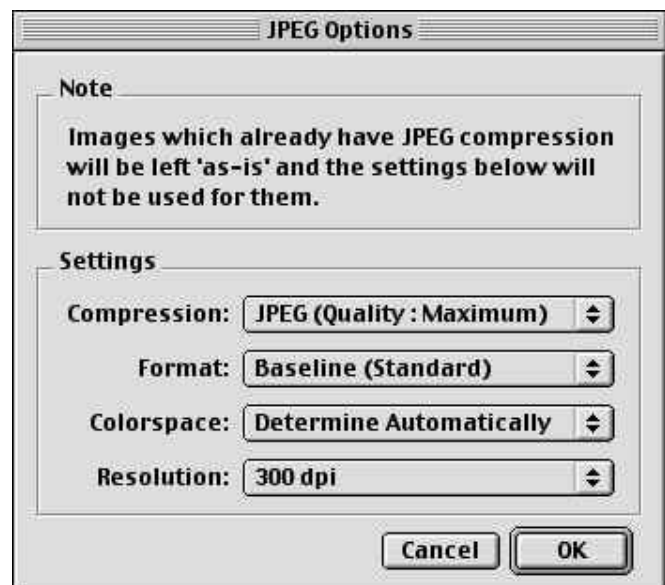 JPEG Options
Note
Images which already have JPEG compression
will be left 'as-is' and the settings below will
not be used for them.
Settings
Compression: JPEG (Quality : Maximum)
Format: Baseline (Standard)
Colorspace: Determine Automatically
Resolution: 300 dpi
Cancel OK